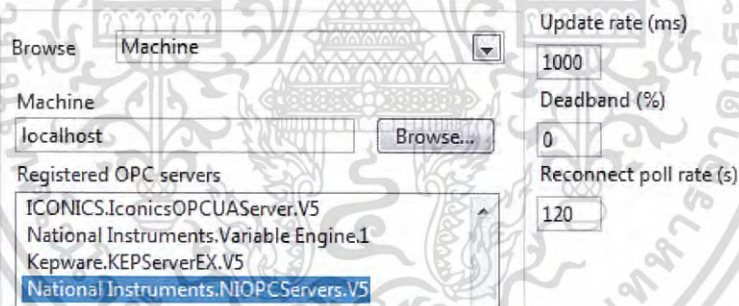 Browse Machine
Machine
localhost Browse...
Registered OPC servers
ICONICS.IconicsOPCUAServer.V5
National Instruments.Variable Engine.1
Kepware.KEPServerEX.V5
National Instruments.NIOPCServers.V5
Update rate (ms)
1000
Deadband (%)
0
Reconnect poll rate (s)
120